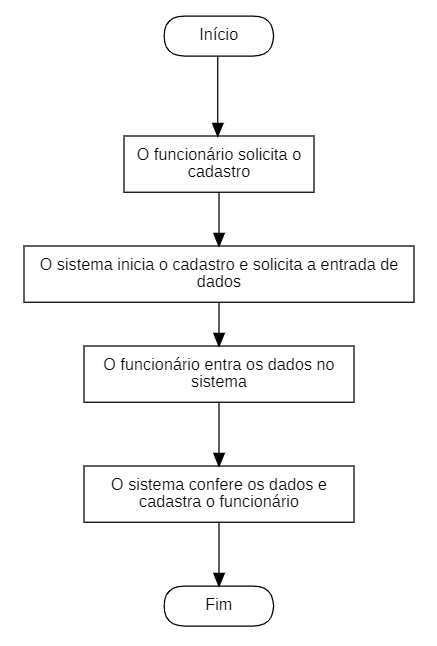 Início
O funcionário solicita o
cadastro
O sistema inicia o cadastro e solicita a entrada de
dados
O funcionário entra os dados no
sistema
O sistema confere os dados e
cadastra o funcionário
Fim